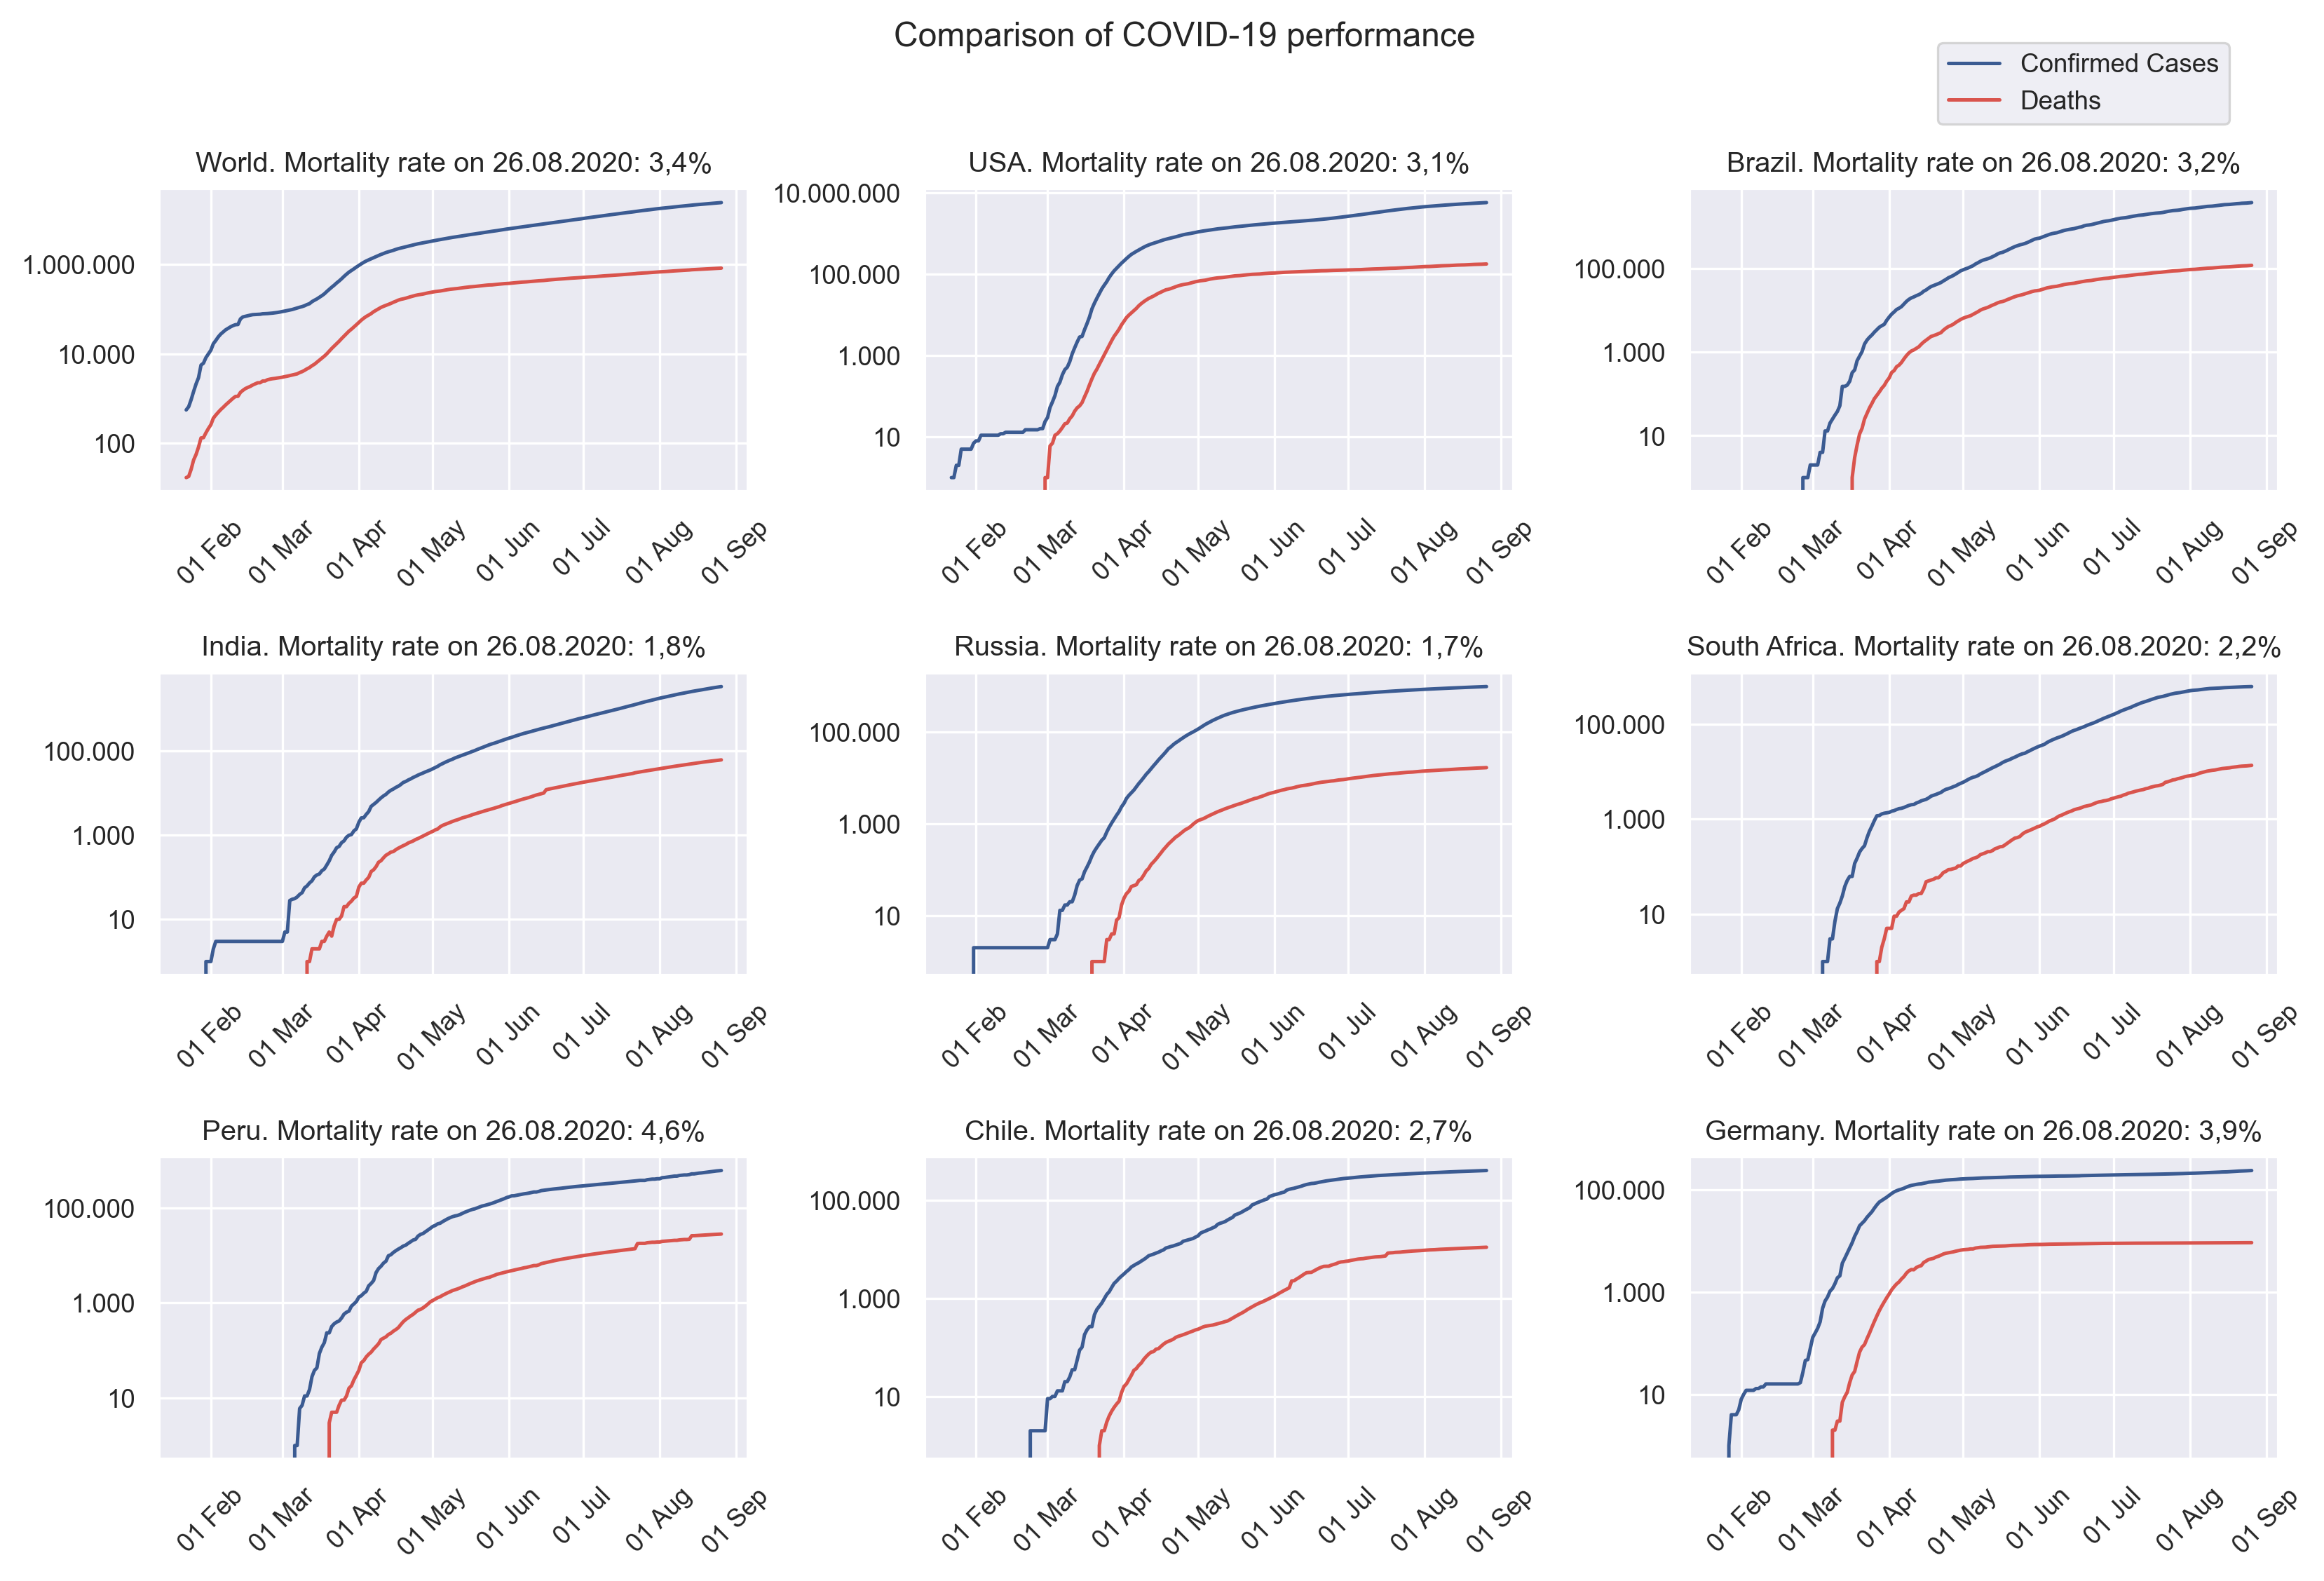 Comparison of COVID-19 performance
Confirmed Cases
Deaths
World. Mortality rate on 26.08.2020: 3,4%
1.000.000
10.000
100
01 Feb
01 Mar
01 Apr
01 May
01 Jun
01 Jul
01 Aug
01 Sep
USA. Mortality rate on 26.08.2020: 3,1%
10.000.000
100.000
1.000
10
01 Feb
01 Mar
01 Apr
01 May
01 Jun
01 Jul
01 Aug
01 Sep
Brazil. Mortality rate on 26.08.2020: 3,2%
100.000
1.000
10
01 Feb
01 Mar
01 Apr
01 May
01 Jun
01 Jul
01 Aug
01 Sep
India. Mortality rate on 26.08.2020: 1,8%
100.000
1.000
10
01 Feb
01 Mar
01 Apr
01 May
01 Jun
01 Jul
01 Aug
01 Sep
Russia. Mortality rate on 26.08.2020: 1,7%
100.000
1.000
10
01 Feb
01 Mar
01 Apr
01 May
01 Jun
01 Jul
01 Aug
01 Sep
South Africa. Mortality rate on 26.08.2020: 2,2%
100.000
1.000
10
01 Feb
01 Mar
01 Apr
01 May
01 Jun
01 Jul
01 Aug
01 Sep
Peru. Mortality rate on 26.08.2020: 4,6%
100.000
1.000
10
01 Feb
01 Mar
01 Apr
01 May
01 Jun
01 Jul
01 Aug
01 Sep
Chile. Mortality rate on 26.08.2020: 2,7%
100.000
1.000
10
01 Feb
01 Mar
01 Apr
01 May
01 Jun
01 Jul
01 Aug
01 Sep
Germany. Mortality rate on 26.08.2020: 3,9%
100.000
1.000
10
01 Feb
01 Mar
01 Apr
01 May
01 Jun
01 Jul
01 Aug
01 Sep